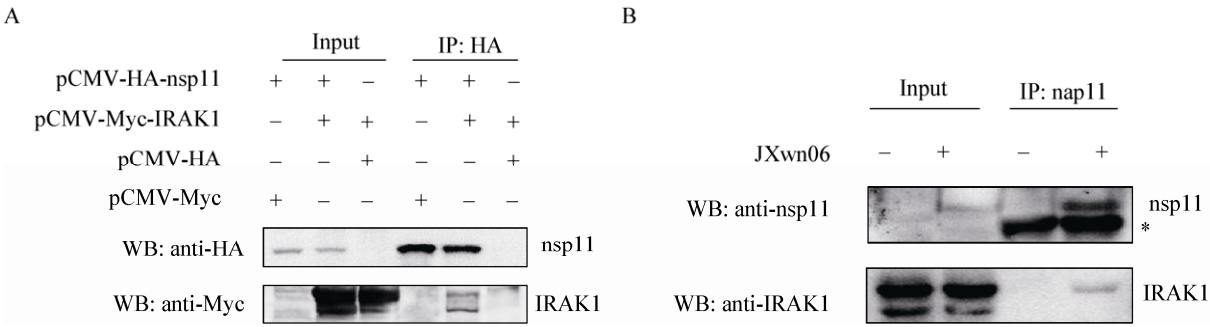 A
Input IP: HA
pCMV-HA-nsp11 + + – + + –
pCMV-Myc-IRAK1 – + + – + +
pCMV-HA – – + – – +
pCMV-Myc + – – + – –
WB: anti-HA nsp11
WB: anti-Myc IRAK1
B
Input IP: nap11
JXwn06 – + – +
WB: anti-nsp11 nsp11
*
WB: anti-IRAK1 IRAK1